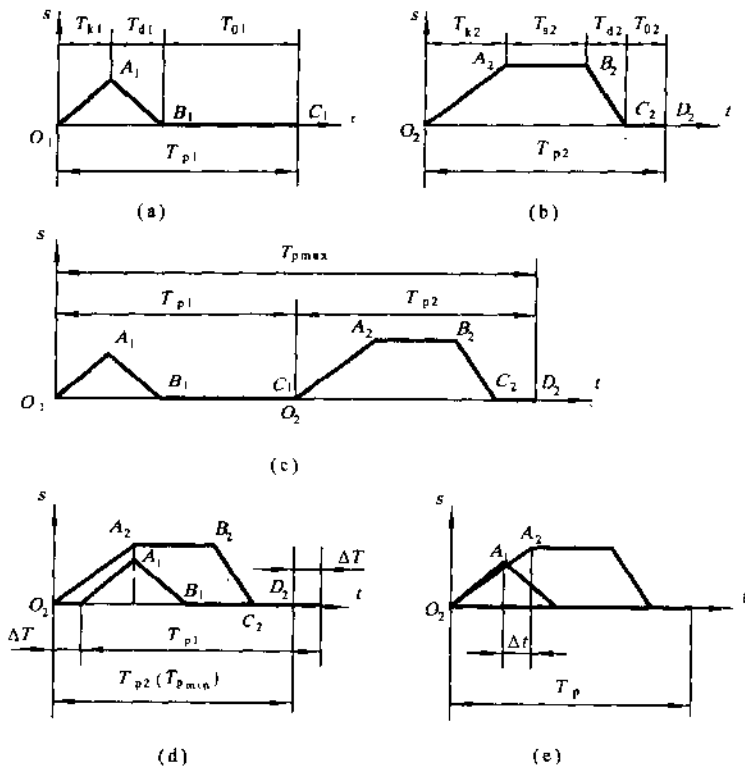 s T_k1 T_d1 T_01
A_1
B_1 C_1
O_1 t
T_p1
(a)
s T_k2 T_s2 T_d2 T_02
A_2 B_2
C_2 D_2 t
O_2
T_p2
(b)
s
T_pmax
T_p1 T_p2
A_1 A_2 B_2
B_1 C_1 C_2 D_2 t
O_1 O_2
(c)
s
A_2 B_2
A_1 ΔT
B_1 D_2
O_2 C_2 t
ΔT T_p1
T_p2 (T_pmin)
(d)
s
A_2
A
O_2 t
Δt
T_p
(e)